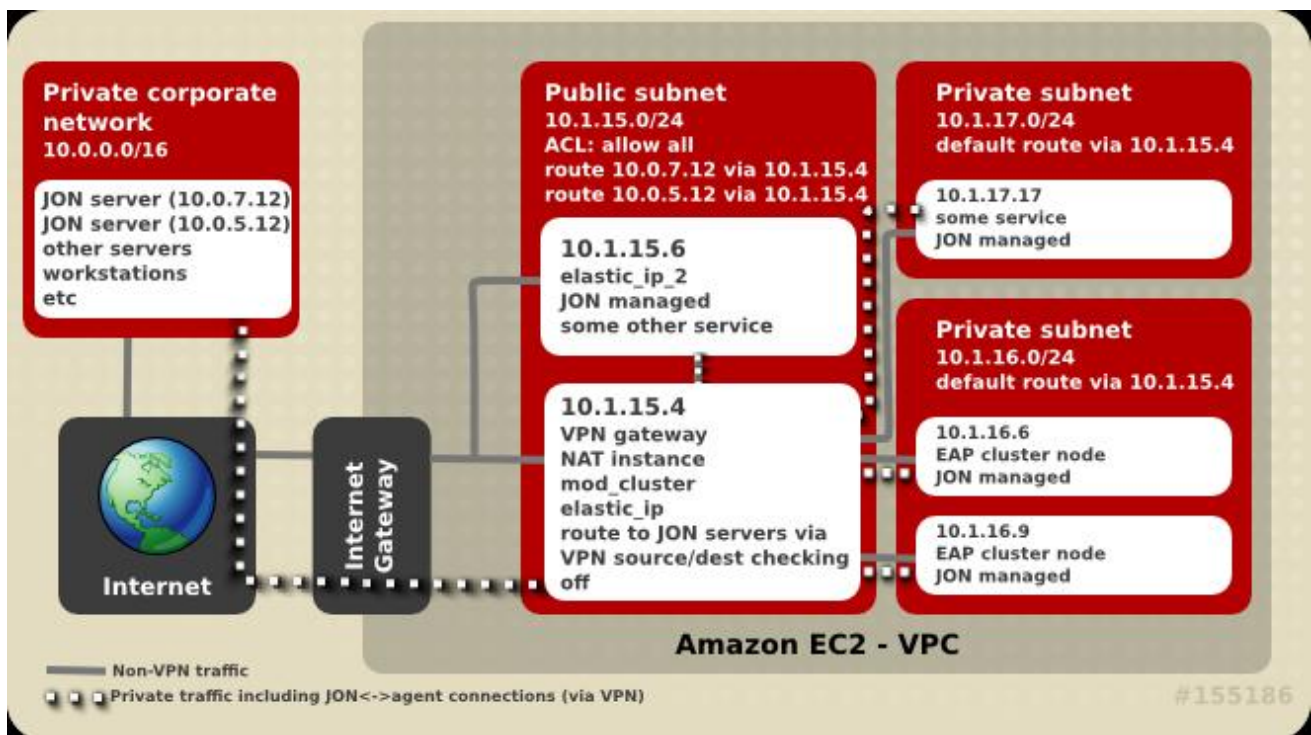 Private corporate
network
10.0.0.0/16
JON server (10.0.7.12)
JON server (10.0.5.12)
other servers
workstations
etc
Internet
Internet
Gateway
Public subnet
10.1.15.0/24
ACL: allow all
route 10.0.7.12 via 10.1.15.4
route 10.0.5.12 via 10.1.15.4
10.1.15.6
elastic_ip_2
JON managed
some other service
10.1.15.4
VPN gateway
NAT instance
mod_cluster
elastic_ip
route to JON servers via
VPN source/dest checking
off
Private subnet
10.1.17.0/24
default route via 10.1.15.4
10.1.17.17
some service
JON managed
Private subnet
10.1.16.0/24
default route via 10.1.15.4
10.1.16.6
EAP cluster node
JON managed
10.1.16.9
EAP cluster node
JON managed
Amazon EC2 - VPC
Non-VPN traffic
Private traffic including JON<->agent connections (via VPN)
#155186